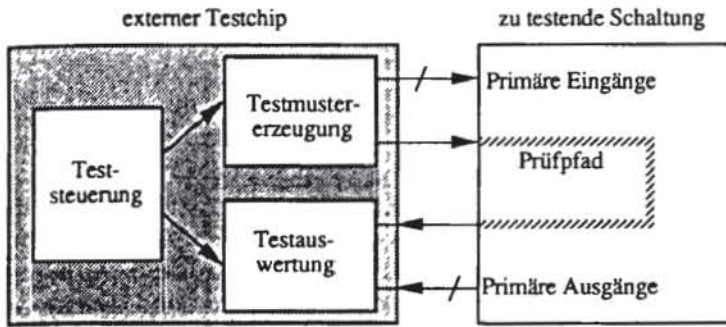 externer Testchip
zu testende Schaltung
Testmuster-
erzeugung
Primäre Eingänge
Prüfpfad
Test-
steuerung
Testaus-
wertung
Primäre Ausgänge